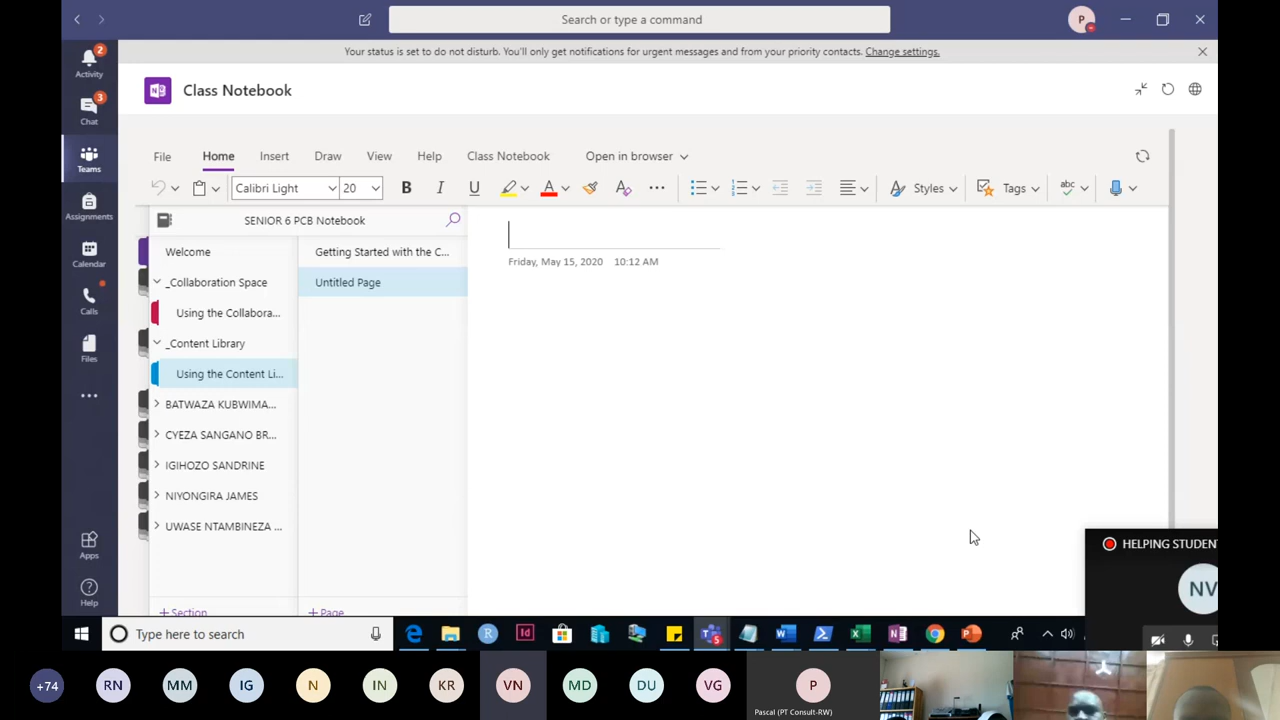 Search or type a command
P
Your status is set to do not disturb. You'll only get notifications for urgent messages and from your priority contacts. Change settings.
2
Activity
3
Chat
Teams
Assignments
Calendar
Calls
Files
Apps
Help
Class Notebook
File Home Insert Draw View Help Class Notebook Open in browser
Calibri Light 20 B I U A Styles Tags abc
SENIOR 6 PCB Notebook
Welcome
_Collaboration Space
Using the Collabora...
_Content Library
Using the Content Li...
BATWAZA KUBWIMA...
CYEZA SANGANO BR...
IGIHOZO SANDRINE
NIYONGIRA JAMES
UWASE NTAMBINEZA ...
+ Section
Getting Started with the C...
Untitled Page
+ Page
Friday, May 15, 2020 10:12 AM
HELPING STUDENT
NV
Type here to search
R
Id
5
+74 RN MM IG N IN KR VN MD DU VG P
Pascal (PT Consult-RW)